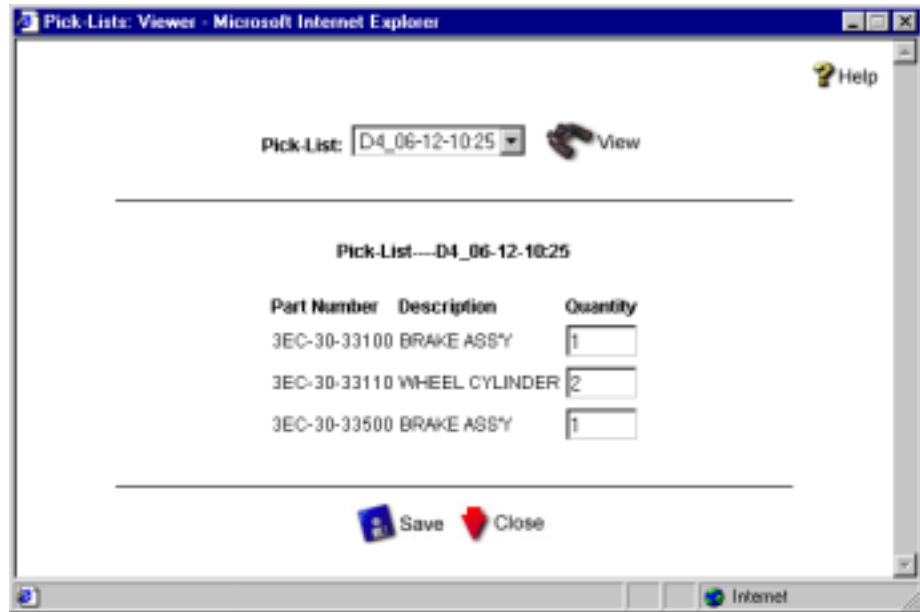 Pick-Lists: Viewer - Microsoft Internet Explorer
Help
Pick-List: D4_06-12-10:25 View
Pick-List----D4_06-12-10:25
Part Number Description Quantity
3EC-30-33100 BRAKE ASS'Y 1
3EC-30-33110 WHEEL CYLINDER 2
3EC-30-33500 BRAKE ASS'Y 1
Save Close
Internet